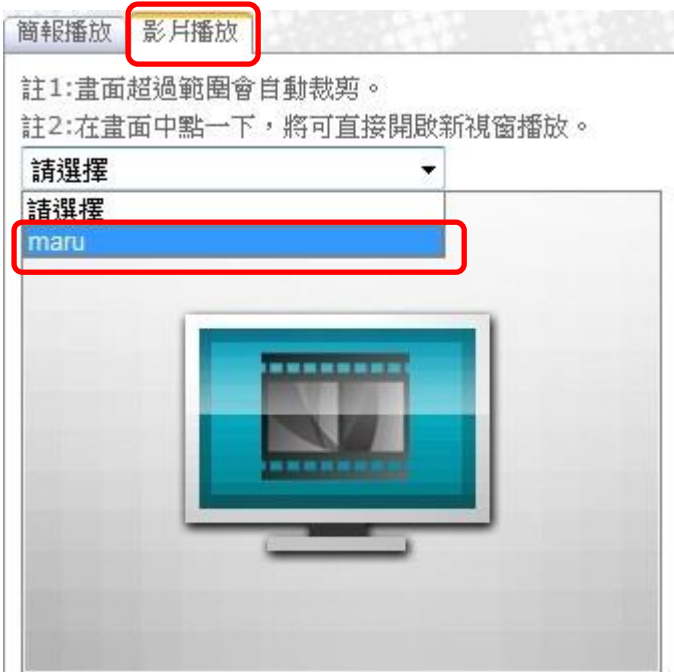 簡報播放 影片播放
註1:畫面超過範圍會自動裁剪。
註2:在畫面中點一下，將可直接開啟新視窗播放。
請選擇
請選擇
maru